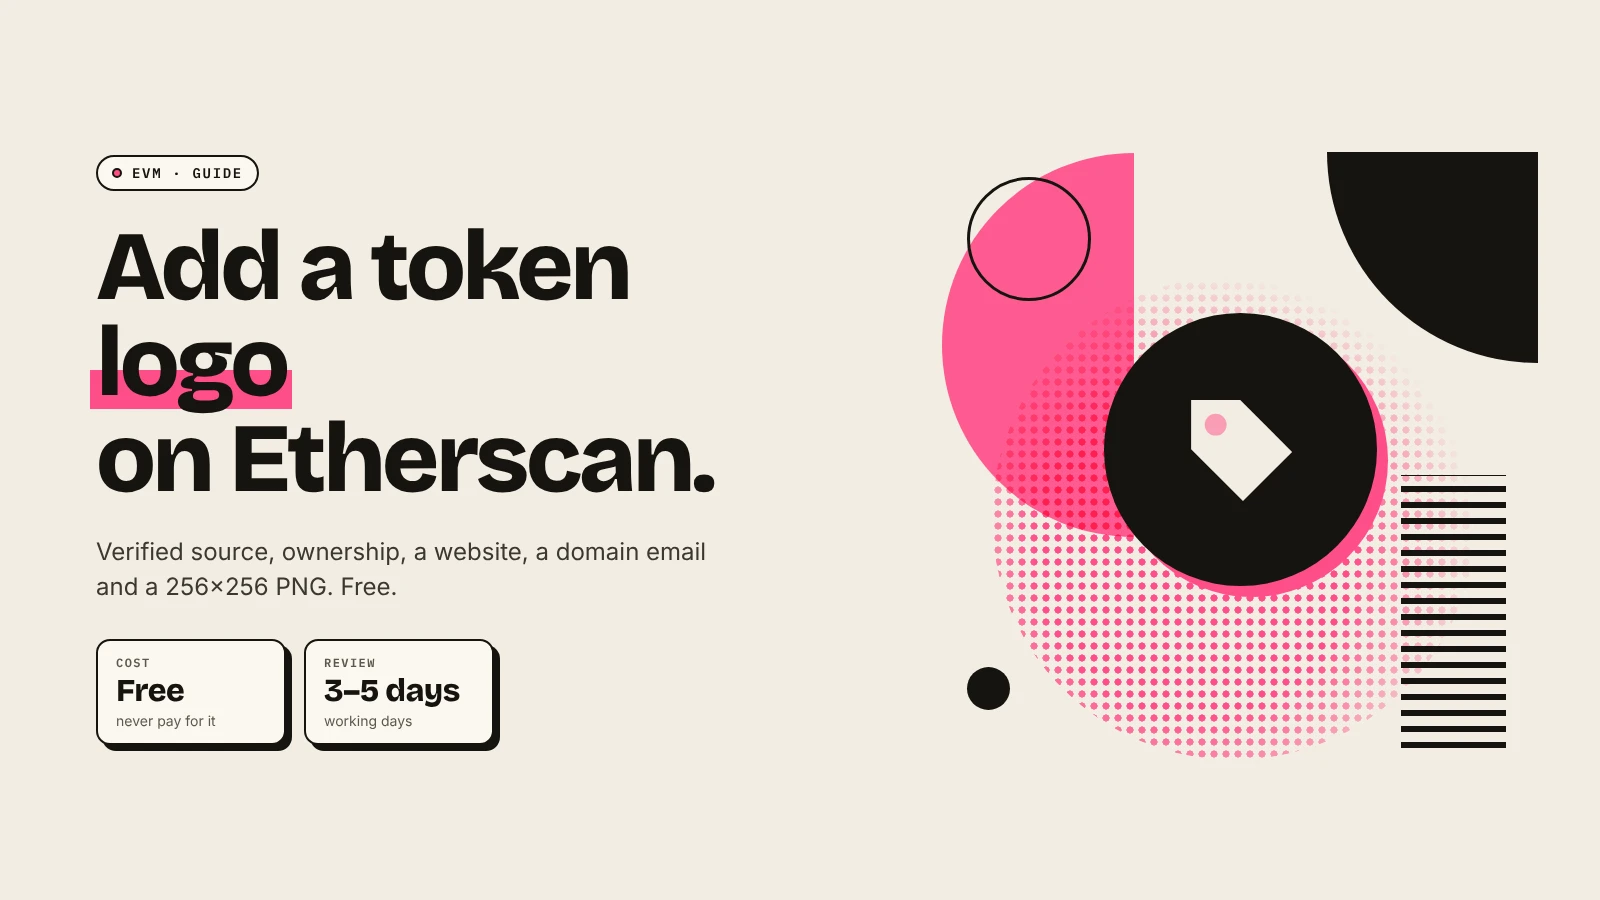 EVM · GUIDE
Add a token
logo
on Etherscan.
Verified source, ownership, a website, a domain email
and a 256×256 PNG. Free.
COST
Free
never pay for it
REVIEW
3–5 days
working days